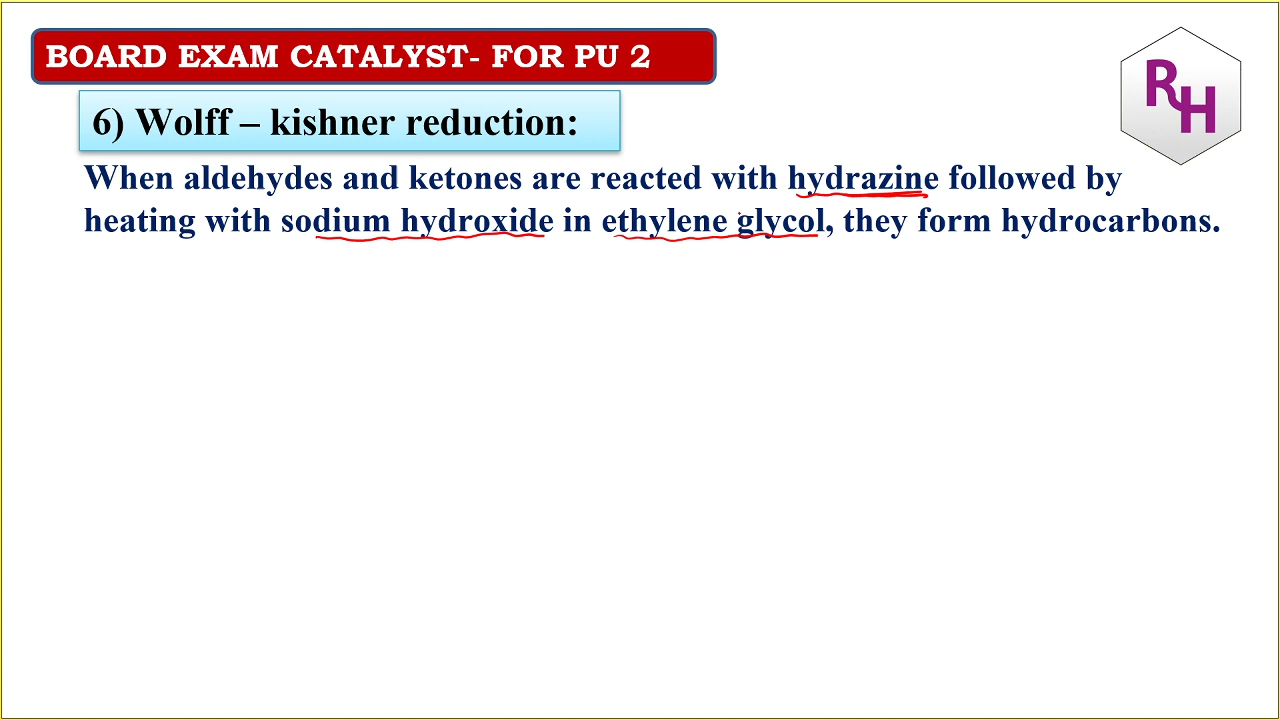 BOARD EXAM CATALYST- FOR PU 2
RH
6) Wolff – kishner reduction:
When aldehydes and ketones are reacted with hydrazine followed by
heating with sodium hydroxide in ethylene glycol, they form hydrocarbons.